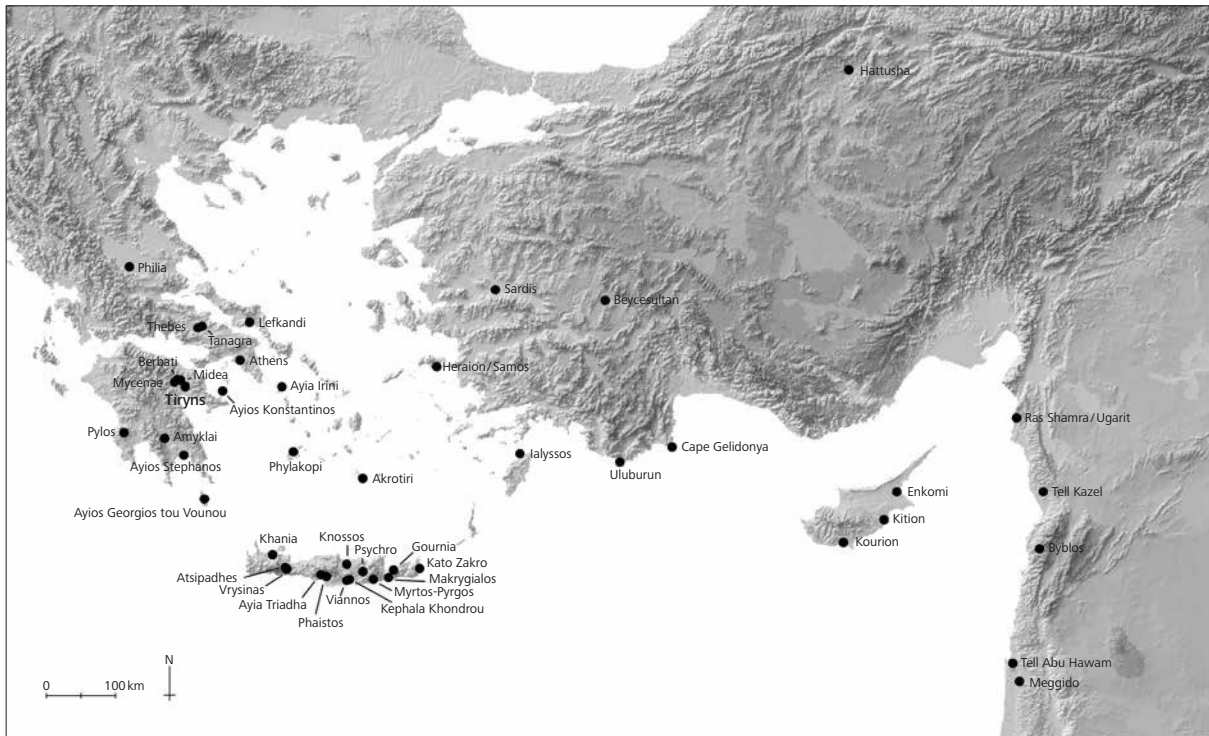 Hattusha
Philia
Sardis
Beycesultan
Thebes
Lefkandi
Tanagra
Berbati
Athens
Heraion/Samos
Mycenae
Midea
Ayia Irini
Tiryns
Ayios Konstantinos
Ras Shamra/Ugarit
Pylos
Amyklai
Cape Gelidonya
Ayios Stephanos
Phylakopi
Ialyssos
Uluburun
Akrotiri
Enkomi
Tell Kazel
Ayios Georgios tou Vounou
Kition
Kourion
Byblos
Khania
Knossos
Psychro
Gournia
Kato Zakro
Atsipadhes
Vrysinas
Ayia Triadha
Phaistos
Viannos
Makrygialos
Myrtos-Pyrgos
Kephala Khondrou
N
0 100 km
Tell Abu Hawam
Meggido